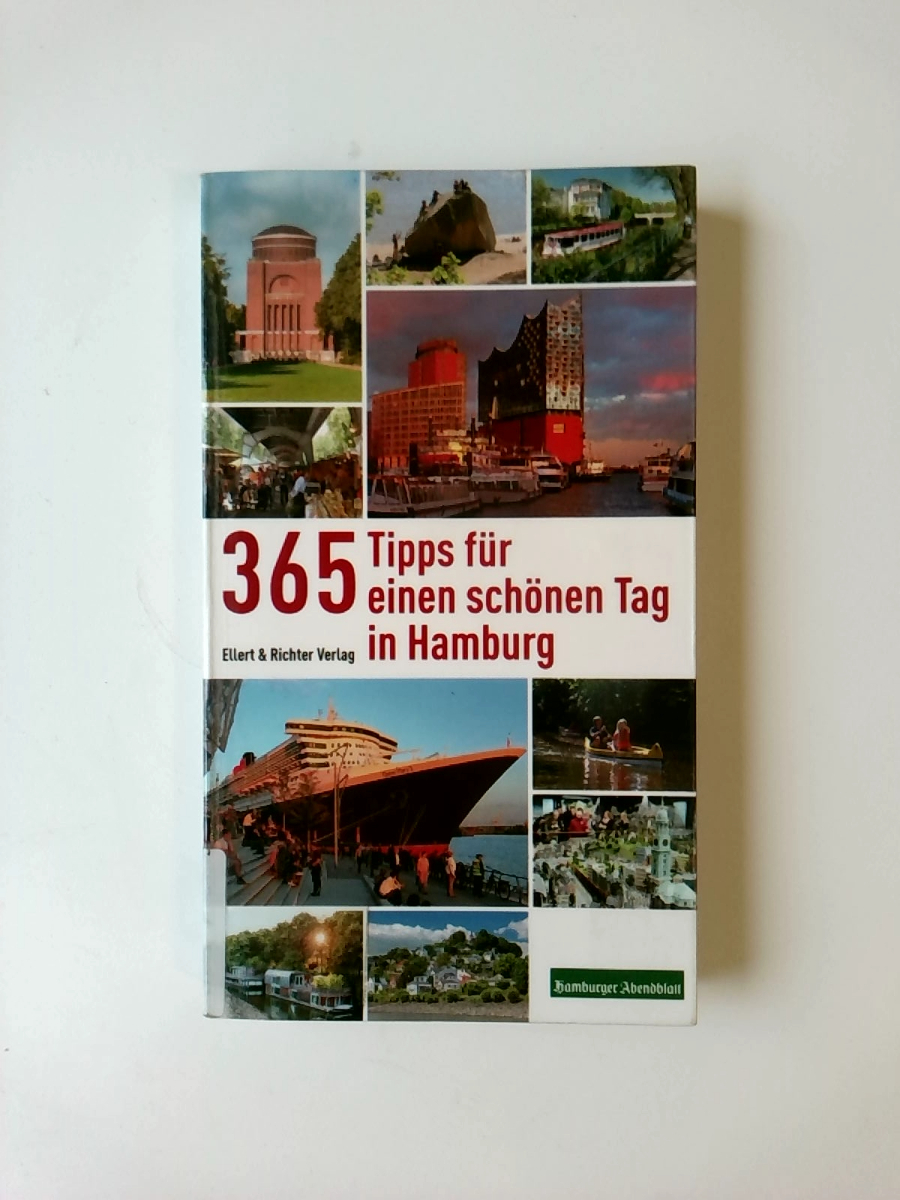 365 Tipps für
einen schönen Tag
in Hamburg
Ellert & Richter Verlag
Hamburger Abendblatt